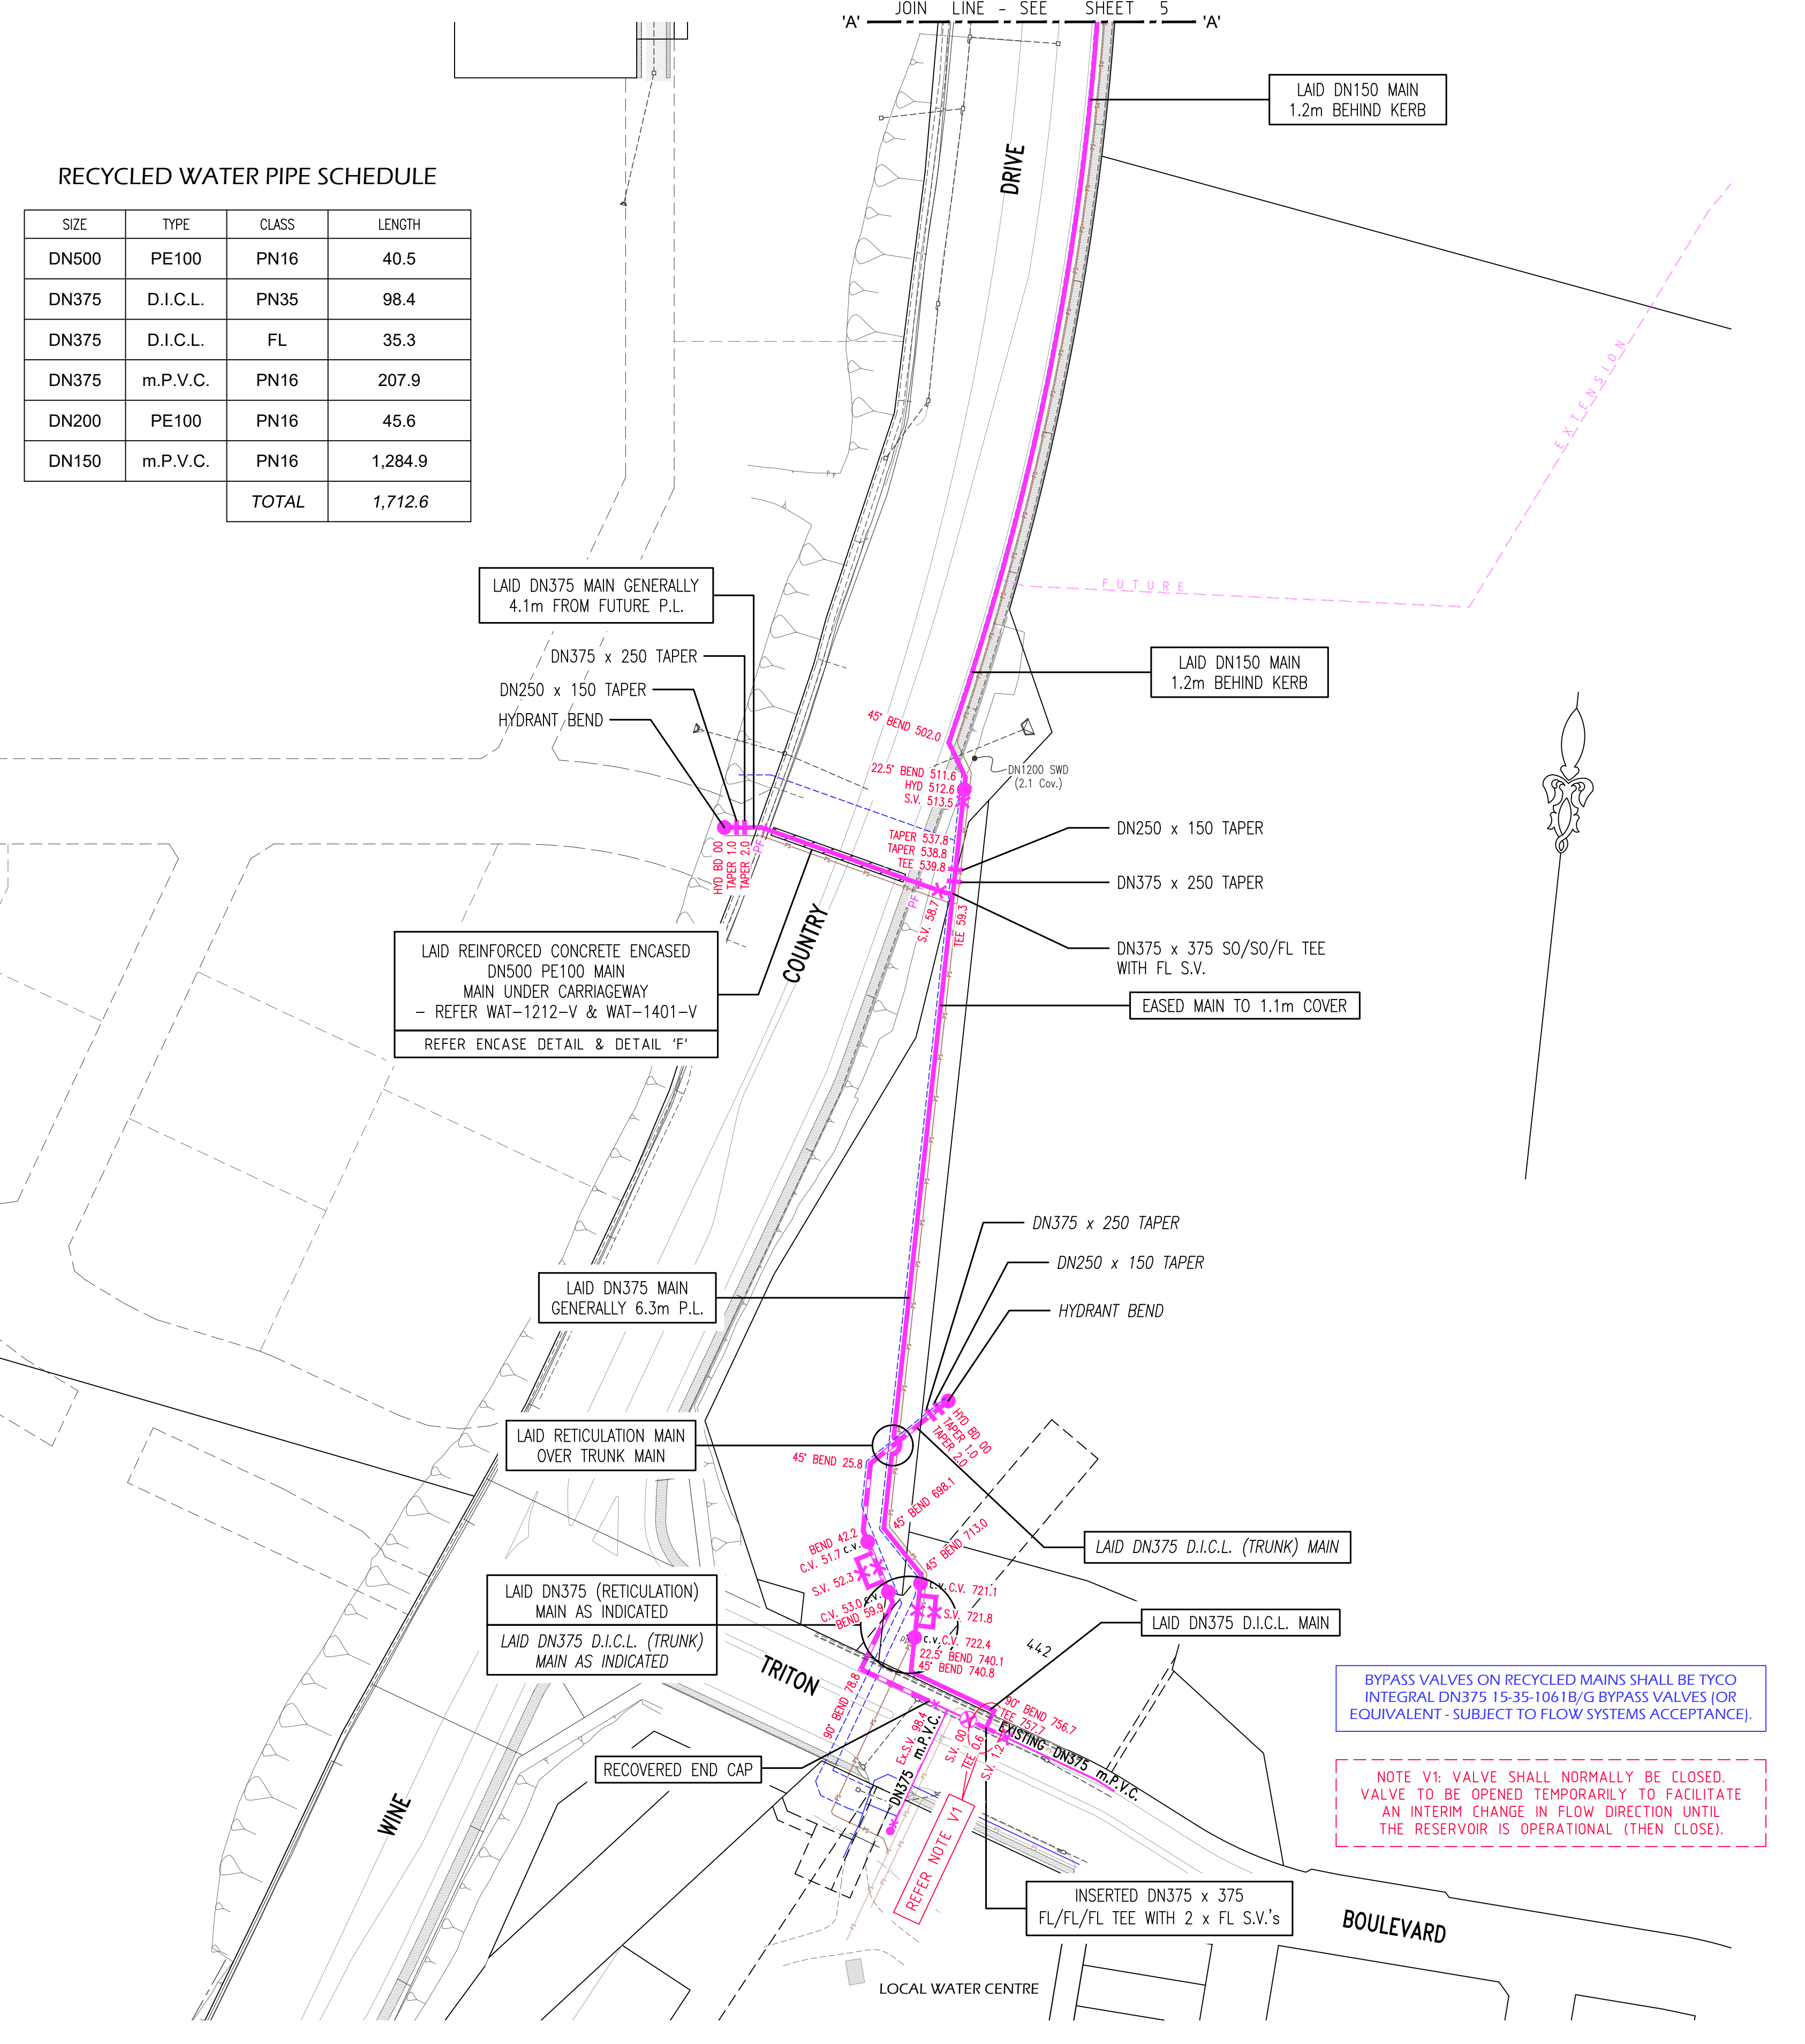 JOIN LINE - SEE SHEET 5
'A' 'A'
LAID DN150 MAIN
1.2m BEHIND KERB
DRIVE
RECYCLED WATER PIPE SCHEDULE
SIZE TYPE CLASS LENGTH
DN500 PE100 PN16 40.5
DN375 D.I.C.L. PN35 98.4
DN375 D.I.C.L. FL 35.3
DN375 m.P.V.C. PN16 207.9
DN200 PE100 PN16 45.6
DN150 m.P.V.C. PN16 1,284.9
TOTAL 1,712.6
EXTENSION
FUTURE
LAID DN375 MAIN GENERALLY
4.1m FROM FUTURE P.L.
DN375 x 250 TAPER
DN250 x 150 TAPER
HYDRANT BEND
LAID DN150 MAIN
1.2m BEHIND KERB
45° BEND 502.0
22.5° BEND 511.6
HYD 512.6
S.V. 513.5
DN1200 SWD
(2.1 Cov.)
TAPER 537.8
TAPER 538.8
TEE 539.8
DN250 x 150 TAPER
DN375 x 250 TAPER
HYD BD 00
TAPER 1.0
TAPER 2.0
PF
PF
S.V. 58.7
TEE 59.3
DN375 x 375 SO/SO/FL TEE
WITH FL S.V.
COUNTRY
LAID REINFORCED CONCRETE ENCASED
DN500 PE100 MAIN
MAIN UNDER CARRIAGEWAY
- REFER WAT-1212-V & WAT-1401-V
REFER ENCASE DETAIL & DETAIL 'F'
EASED MAIN TO 1.1m COVER
DN375 x 250 TAPER
DN250 x 150 TAPER
HYDRANT BEND
LAID DN375 MAIN
GENERALLY 6.3m P.L.
LAID RETICULATION MAIN
OVER TRUNK MAIN
HYD BD 00
TAPER 1.0
TAPER 2.0
45° BEND 25.8
45° BEND 698.1
45° BEND 713.0
LAID DN375 D.I.C.L. (TRUNK) MAIN
BEND 42.2
C.V. 51.7 C.V.
S.V. 52.3
C.V. 53.0 C.V.
BEND 59.9
C.V. C.V. 721.1
S.V. 721.8
C.V. C.V. 722.4
22.5° BEND 740.1
45° BEND 740.8
LAID DN375 (RETICULATION)
MAIN AS INDICATED
LAID DN375 D.I.C.L. (TRUNK)
MAIN AS INDICATED
LAID DN375 D.I.C.L. MAIN
442
TRITON
90° BEND 78.8
90° BEND 756.7
TEE 757.7
EXISTING DN375 m.P.V.C.
Ex.S.V. 98.4
DN375 m.P.V.C.
S.V. 00
TEE 0.6
S.V. 1.2
BYPASS VALVES ON RECYCLED MAINS SHALL BE TYCO
INTEGRAL DN375 15-35-1061B/G BYPASS VALVES (OR
EQUIVALENT - SUBJECT TO FLOW SYSTEMS ACCEPTANCE).
RECOVERED END CAP
NOTE V1: VALVE SHALL NORMALLY BE CLOSED.
VALVE TO BE OPENED TEMPORARILY TO FACILITATE
AN INTERIM CHANGE IN FLOW DIRECTION UNTIL
THE RESERVOIR IS OPERATIONAL (THEN CLOSE).
WINE
REFER NOTE V1
INSERTED DN375 x 375
FL/FL/FL TEE WITH 2 x FL S.V.'s
BOULEVARD
LOCAL WATER CENTRE